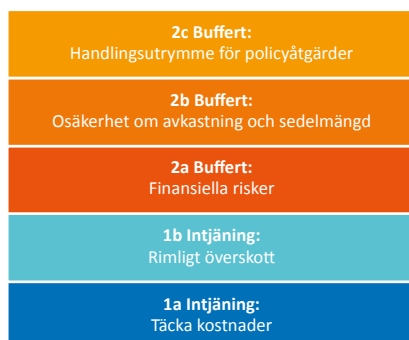 2c Buffert:
Handlingsutrymme för policyåtgärder
2b Buffert:
Osäkerhet om avkastning och sedelmängd
2a Buffert:
Finansiella risker
1b Intjäning:
Rimligt överskott
1a Intjäning:
Täcka kostnader